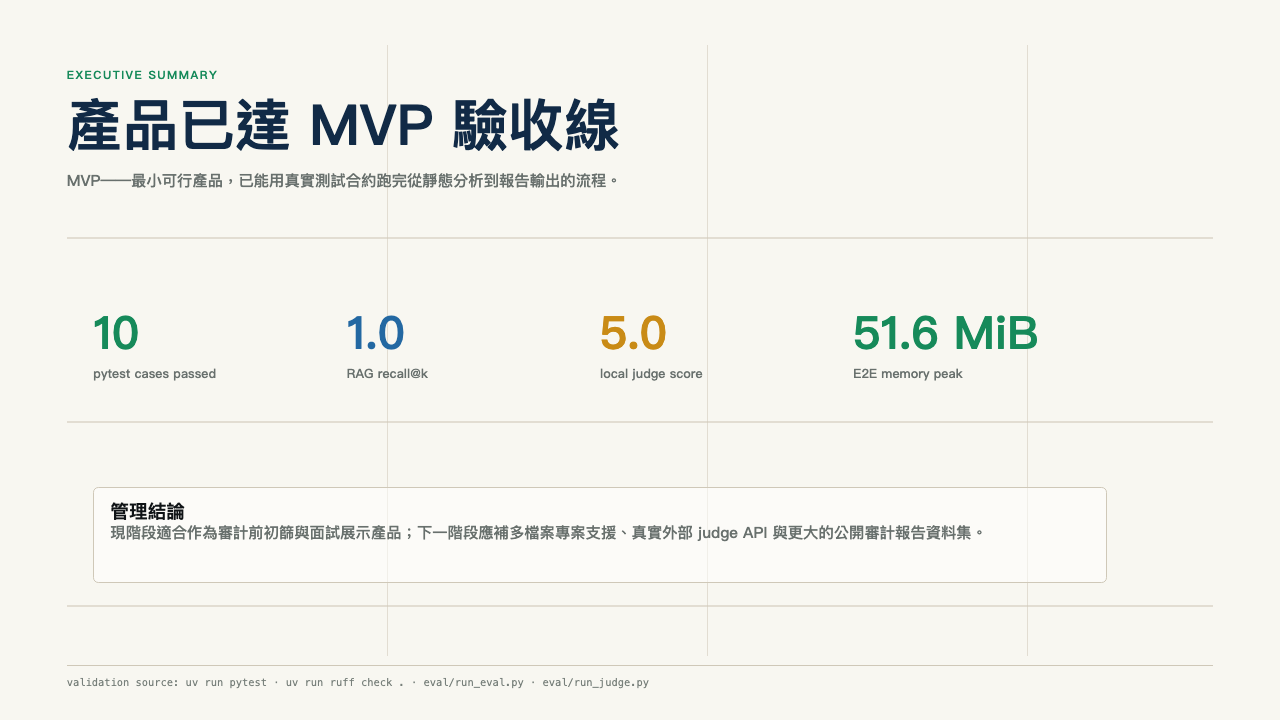 EXECUTIVE SUMMARY
產品已達 MVP 驗收線
MVP——最小可行產品，已能用真實測試合約跑完從靜態分析到報告輸出的流程。
10
pytest cases passed
1.0
RAG recall@k
5.0
local judge score
51.6 MiB
E2E memory peak
管理結論
現階段適合作為審計前初篩與面試展示產品；下一階段應補多檔案專案支援、真實外部 judge API 與更大的公開審計報告資料集。
validation source: uv run pytest · uv run ruff check . · eval/run_eval.py · eval/run_judge.py